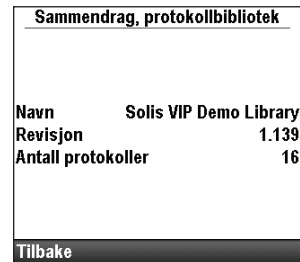 Sammendrag, protokollbibliotek
Navn Solis VIP Demo Library
Revisjon 1.139
Antall protokoller 16
Tilbake